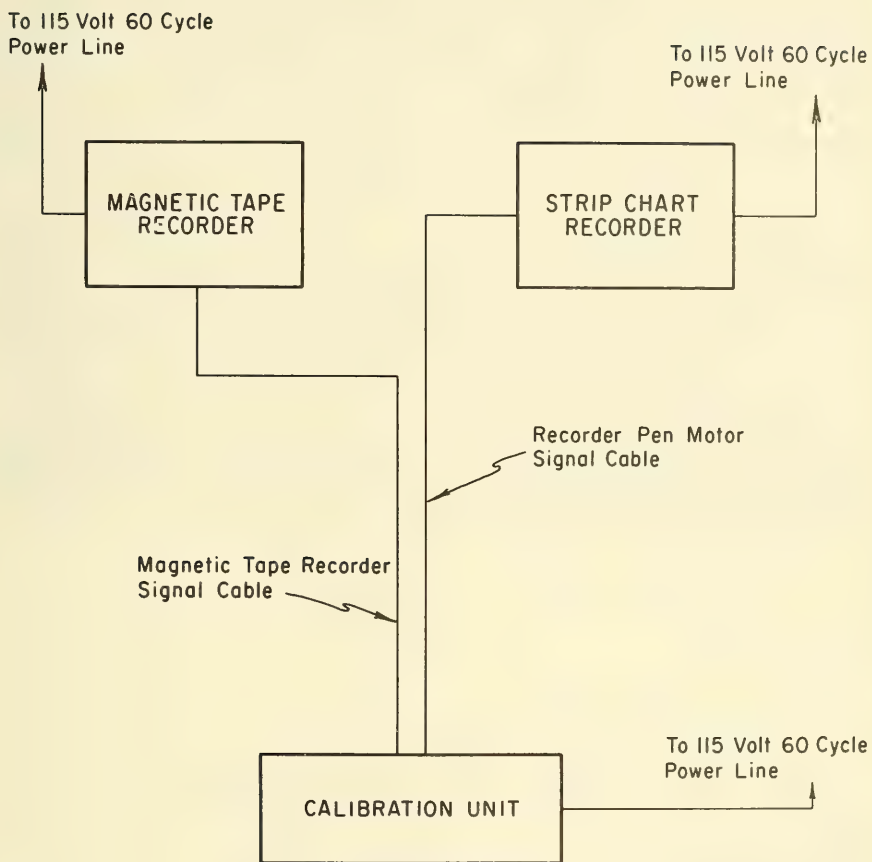 To 115 Volt 60 Cycle
Power Line
To 115 Volt 60 Cycle
Power Line
MAGNETIC TAPE
RECORDER
STRIP CHART
RECORDER
Recorder Pen Motor
Signal Cable
Magnetic Tape Recorder
Signal Cable
To 115 Volt 60 Cycle
Power Line
CALIBRATION UNIT